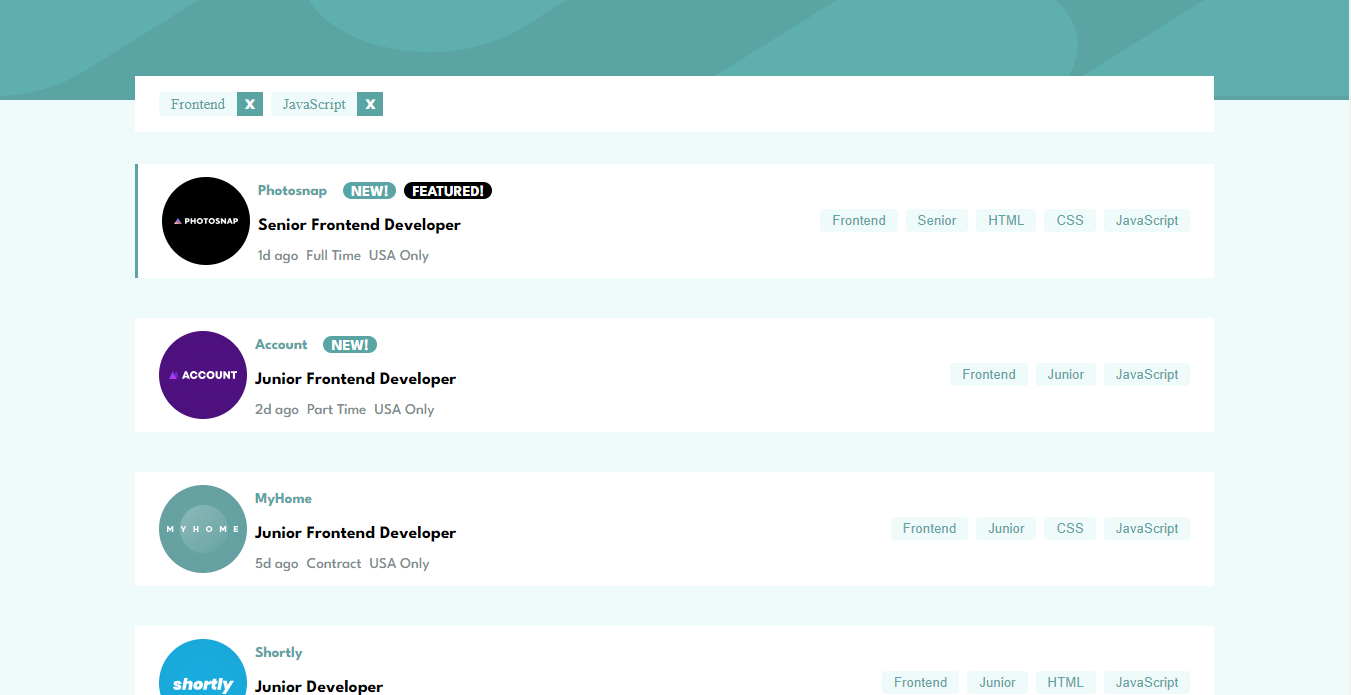 Frontend X JavaScript X
PHOTOSNAP
Photosnap NEW! FEATURED!
Senior Frontend Developer
1d ago Full Time USA Only
Frontend Senior HTML CSS JavaScript
ACCOUNT
Account NEW!
Junior Frontend Developer
2d ago Part Time USA Only
Frontend Junior JavaScript
MYHOME
MyHome
Junior Frontend Developer
5d ago Contract USA Only
Frontend Junior CSS JavaScript
shortly
Shortly
Junior Developer
Frontend Junior HTML JavaScript